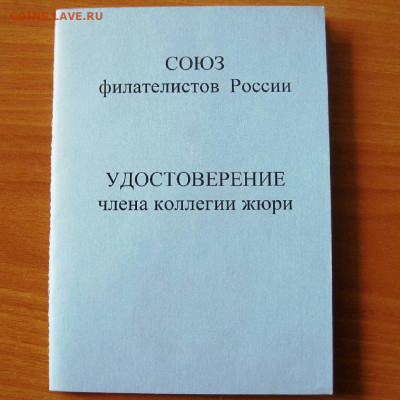 COINS.LAVE.RU
СОЮЗ
филателистов России
УДОСТОВЕРЕНИЕ
члена коллегии жюри